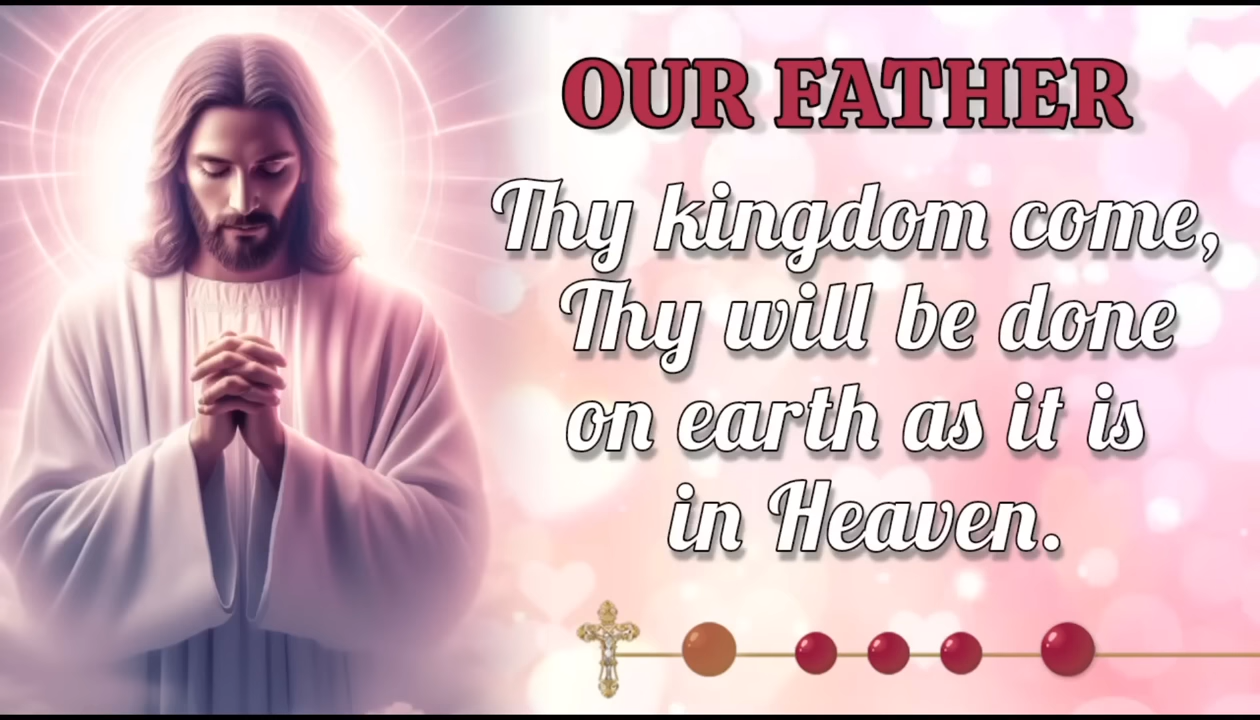 OUR FATHER
Thy kingdom come,
Thy will be done
on earth as it is
in Heaven.